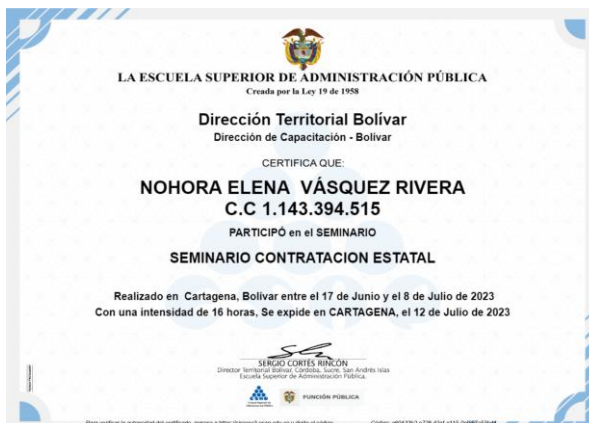 LA ESCUELA SUPERIOR DE ADMINISTRACIÓN PÚBLICA
Creada por la Ley 19 de 1958
Dirección Territorial Bolívar
Dirección de Capacitación - Bolívar
CERTIFICA QUE:
NOHORA ELENA VÁSQUEZ RIVERA
C.C 1.143.394.515
PARTICIPÓ en el SEMINARIO
SEMINARIO CONTRATACION ESTATAL
Realizado en Cartagena, Bolívar entre el 17 de Junio y el 8 de Julio de 2023
Con una intensidad de 16 horas, Se expide en CARTAGENA, el 12 de Julio de 2023
SERGIO CORTÉS RINCÓN
Director Territorial Bolívar, Córdoba, Sucre, San Andrés Islas
Escuela Superior de Administración Pública.
FUNCIÓN PÚBLICA